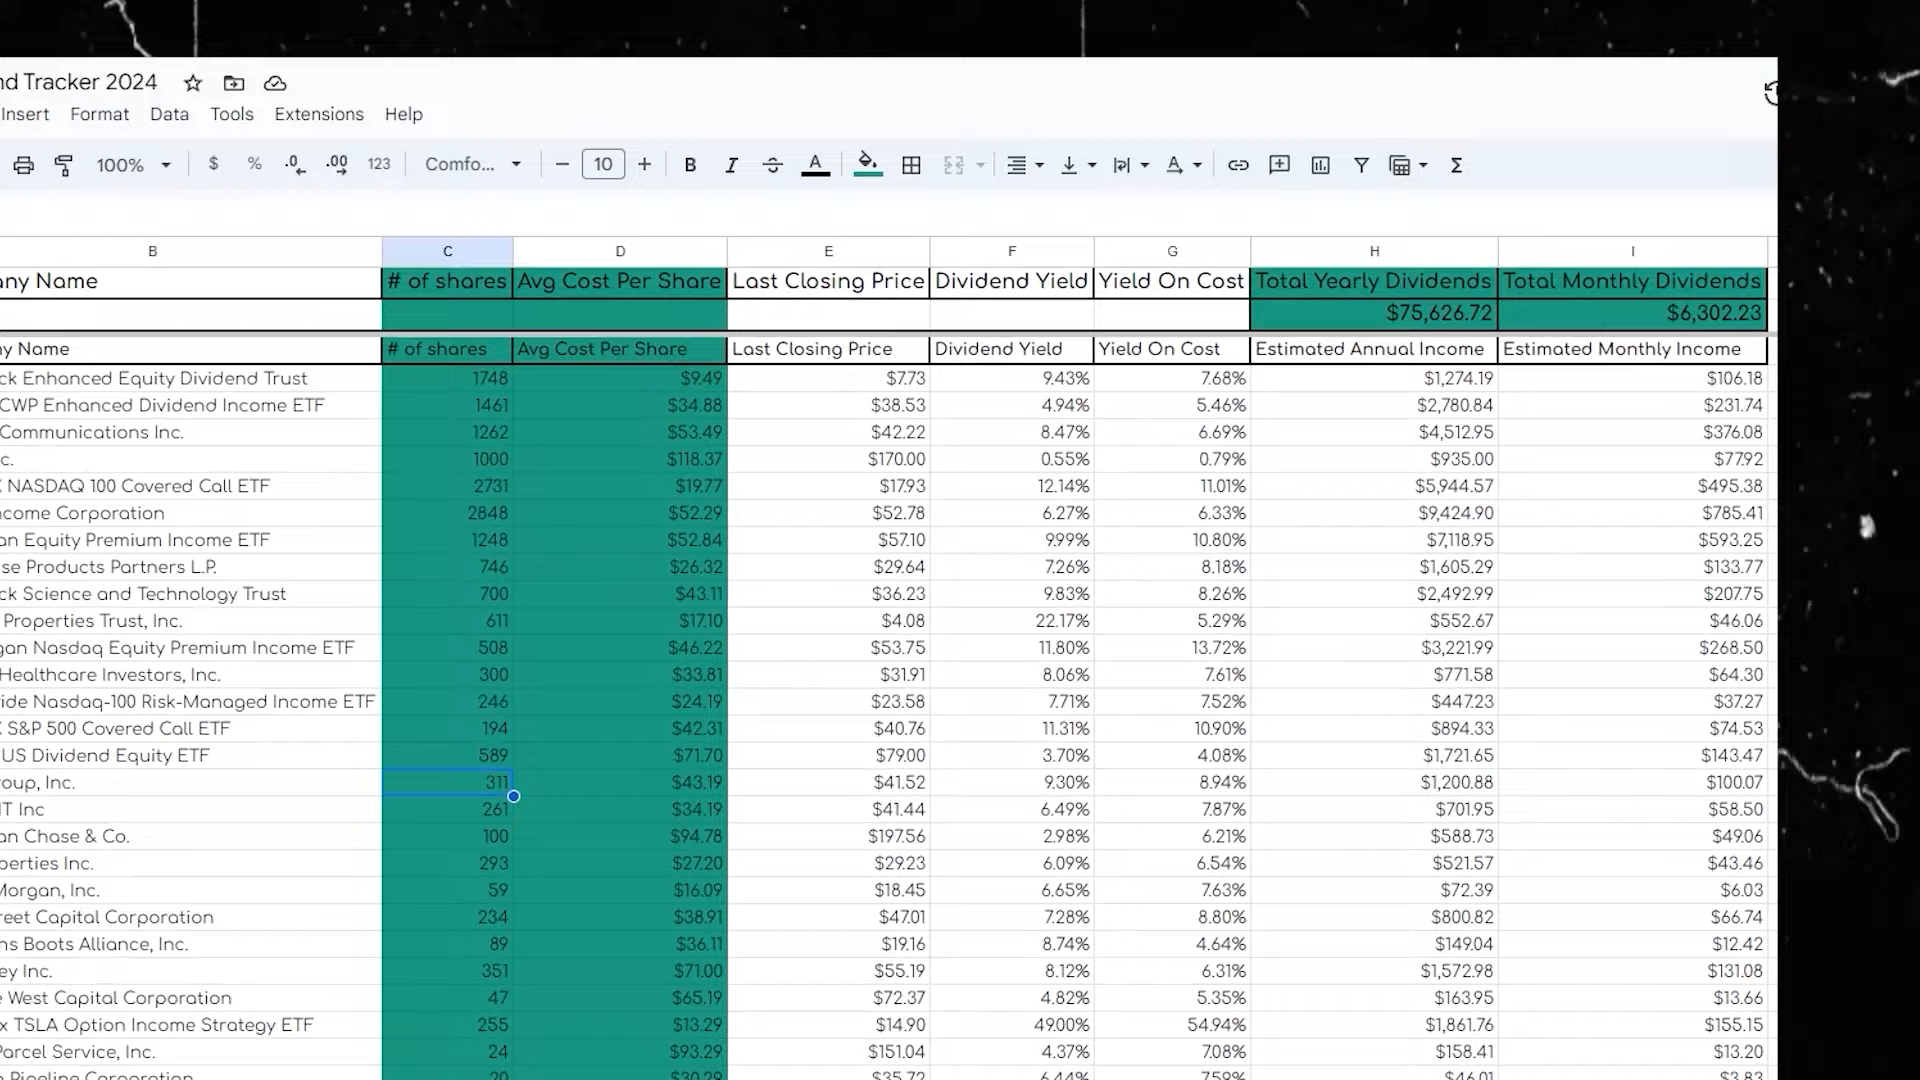 nd Tracker 2024
Insert Format Data Tools Extensions Help
100% $ % .0 .00 123 Comfo... 10 B I A
B C D E F G H I
any Name # of shares Avg Cost Per Share Last Closing Price Dividend Yield Yield On Cost Total Yearly Dividends Total Monthly Dividends
$75,626.72 $6,302.23
ny Name # of shares Avg Cost Per Share Last Closing Price Dividend Yield Yield On Cost Estimated Annual Income Estimated Monthly Income
ck Enhanced Equity Dividend Trust 1748 $9.49 $7.73 9.43% 7.68% $1,274.19 $106.18
CWP Enhanced Dividend Income ETF 1461 $34.88 $38.53 4.94% 5.46% $2,780.84 $231.74
Communications Inc. 1262 $53.49 $42.22 8.47% 6.69% $4,512.95 $376.08
c. 1000 $118.37 $170.00 0.55% 0.79% $935.00 $77.92
X NASDAQ 100 Covered Call ETF 2731 $19.77 $17.93 12.14% 11.01% $5,944.57 $495.38
ncome Corporation 2848 $52.29 $52.78 6.27% 6.33% $9,424.90 $785.41
an Equity Premium Income ETF 1248 $52.84 $57.10 9.99% 10.80% $7,118.95 $593.25
se Products Partners L.P. 746 $26.32 $29.64 7.26% 8.18% $1,605.29 $133.77
ck Science and Technology Trust 700 $43.11 $36.23 9.83% 8.26% $2,492.99 $207.75
Properties Trust, Inc. 611 $17.10 $4.08 22.17% 5.29% $552.67 $46.06
gan Nasdaq Equity Premium Income ETF 508 $46.22 $53.75 11.80% 13.72% $3,221.99 $268.50
Healthcare Investors, Inc. 300 $33.81 $31.91 8.06% 7.61% $771.58 $64.30
ide Nasdaq-100 Risk-Managed Income ETF 246 $24.19 $23.58 7.71% 7.52% $447.23 $37.27
X S&P 500 Covered Call ETF 194 $42.31 $40.76 11.31% 10.90% $894.33 $74.53
US Dividend Equity ETF 589 $71.70 $79.00 3.70% 4.08% $1,721.65 $143.47
roup, Inc. 311 $43.19 $41.52 9.30% 8.94% $1,200.88 $100.07
IT Inc 261 $34.19 $41.44 6.49% 7.87% $701.95 $58.50
an Chase & Co. 100 $94.78 $197.56 2.98% 6.21% $588.73 $49.06
perties Inc. 293 $27.20 $29.23 6.09% 6.54% $521.57 $43.46
Morgan, Inc. 59 $16.09 $18.45 6.65% 7.63% $72.39 $6.03
reet Capital Corporation 234 $38.91 $47.01 7.28% 8.80% $800.82 $66.74
ns Boots Alliance, Inc. 89 $36.11 $19.16 8.74% 4.64% $149.04 $12.42
ey Inc. 351 $71.00 $55.19 8.12% 6.31% $1,572.98 $131.08
e West Capital Corporation 47 $65.19 $72.37 4.82% 5.35% $163.95 $13.66
x TSLA Option Income Strategy ETF 255 $13.29 $14.90 49.00% 54.94% $1,861.76 $155.15
Parcel Service, Inc. 24 $93.29 $151.04 4.37% 7.08% $158.41 $13.20
n Pipeline Corporation 20 $30.29 $35.72 6.44% 7.59% $46.01 $3.83